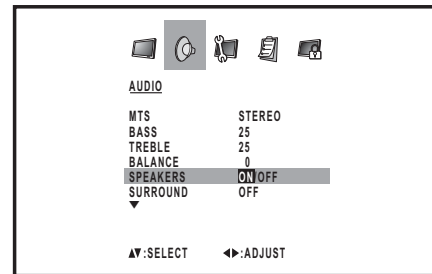 AUDIO
MTS STEREO
BASS 25
TREBLE 25
BALANCE 0
SPEAKERS ON/OFF
SURROUND OFF
▼
▲▼:SELECT ◀▶:ADJUST